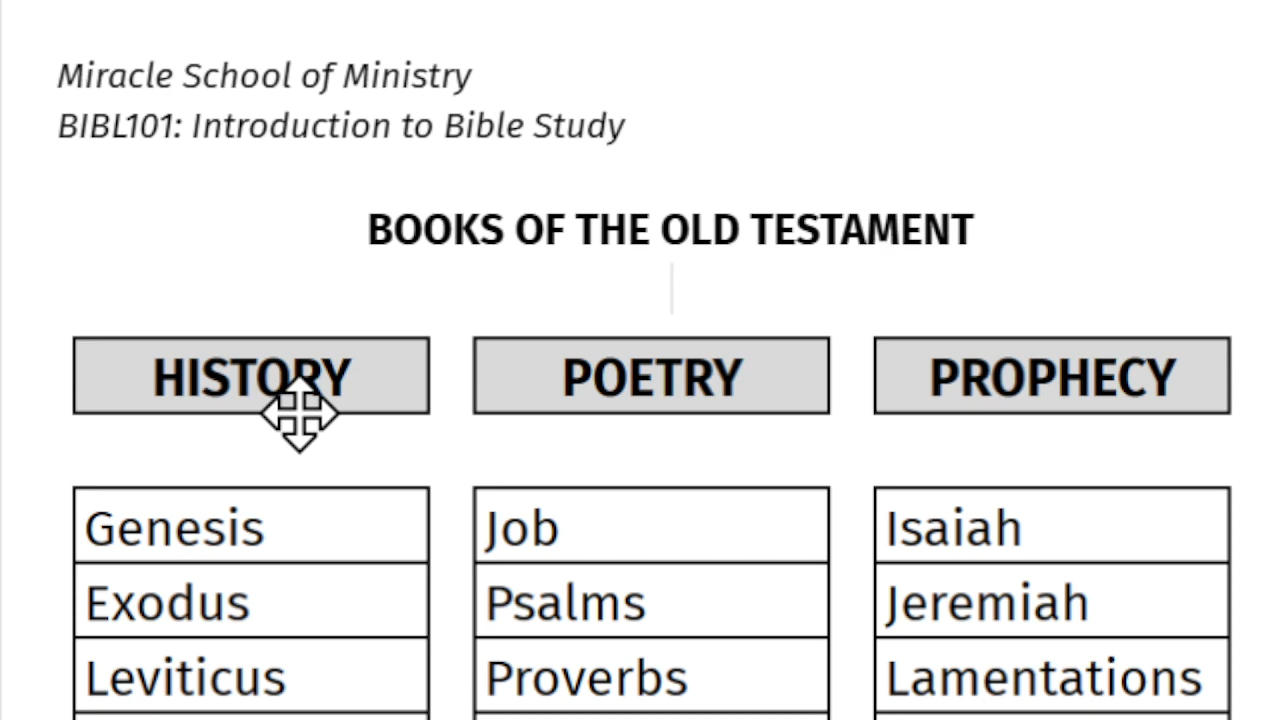 Miracle School of Ministry
BIBL101: Introduction to Bible Study
BOOKS OF THE OLD TESTAMENT
HISTORY POETRY PROPHECY
Genesis Job Isaiah
Exodus Psalms Jeremiah
Leviticus Proverbs Lamentations